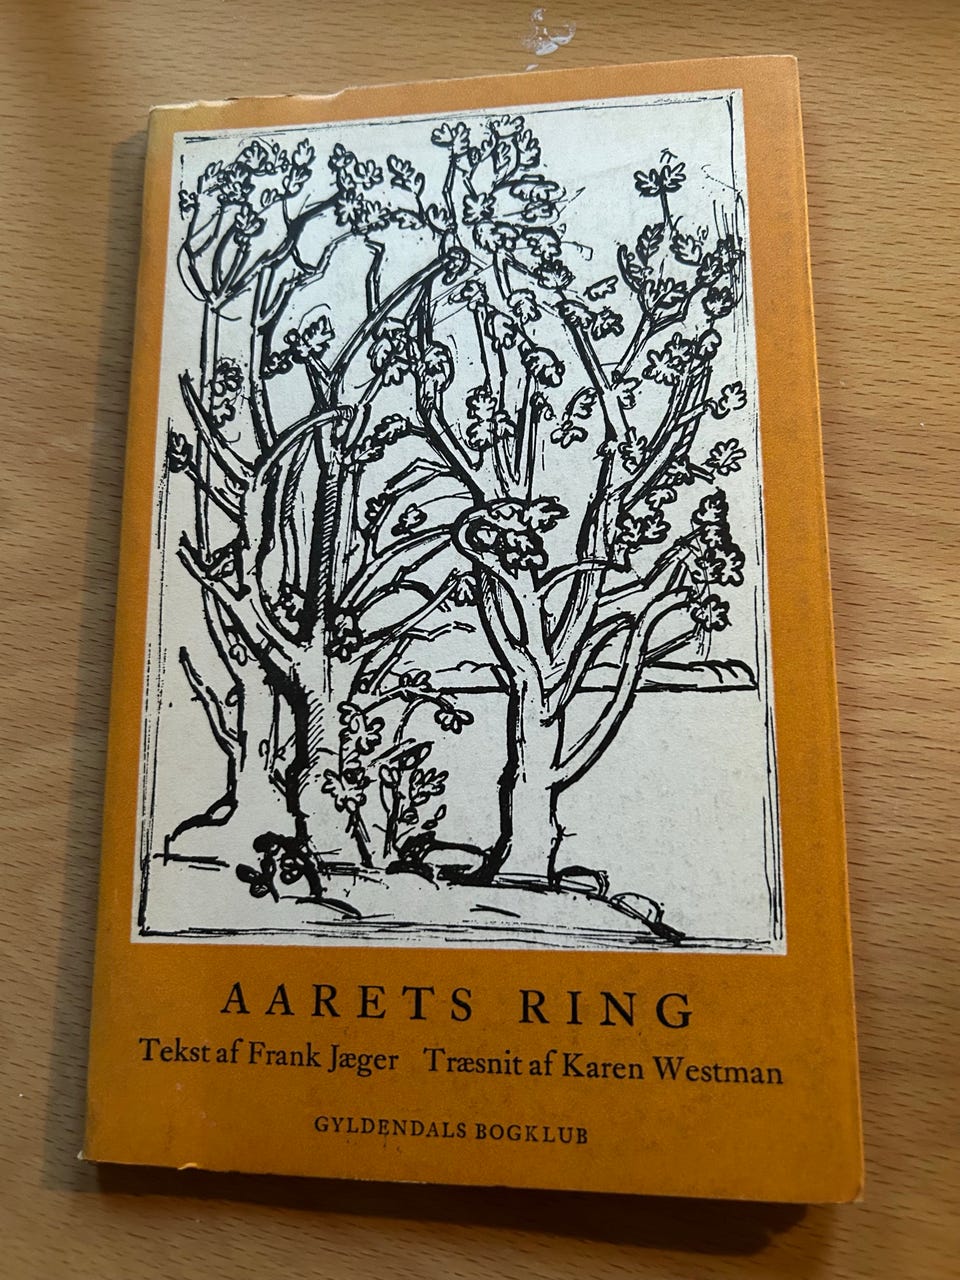 AARETS RING
Tekst af Frank Jæger Træsnit af Karen Westman
GYLDENDALS BOGKLUB